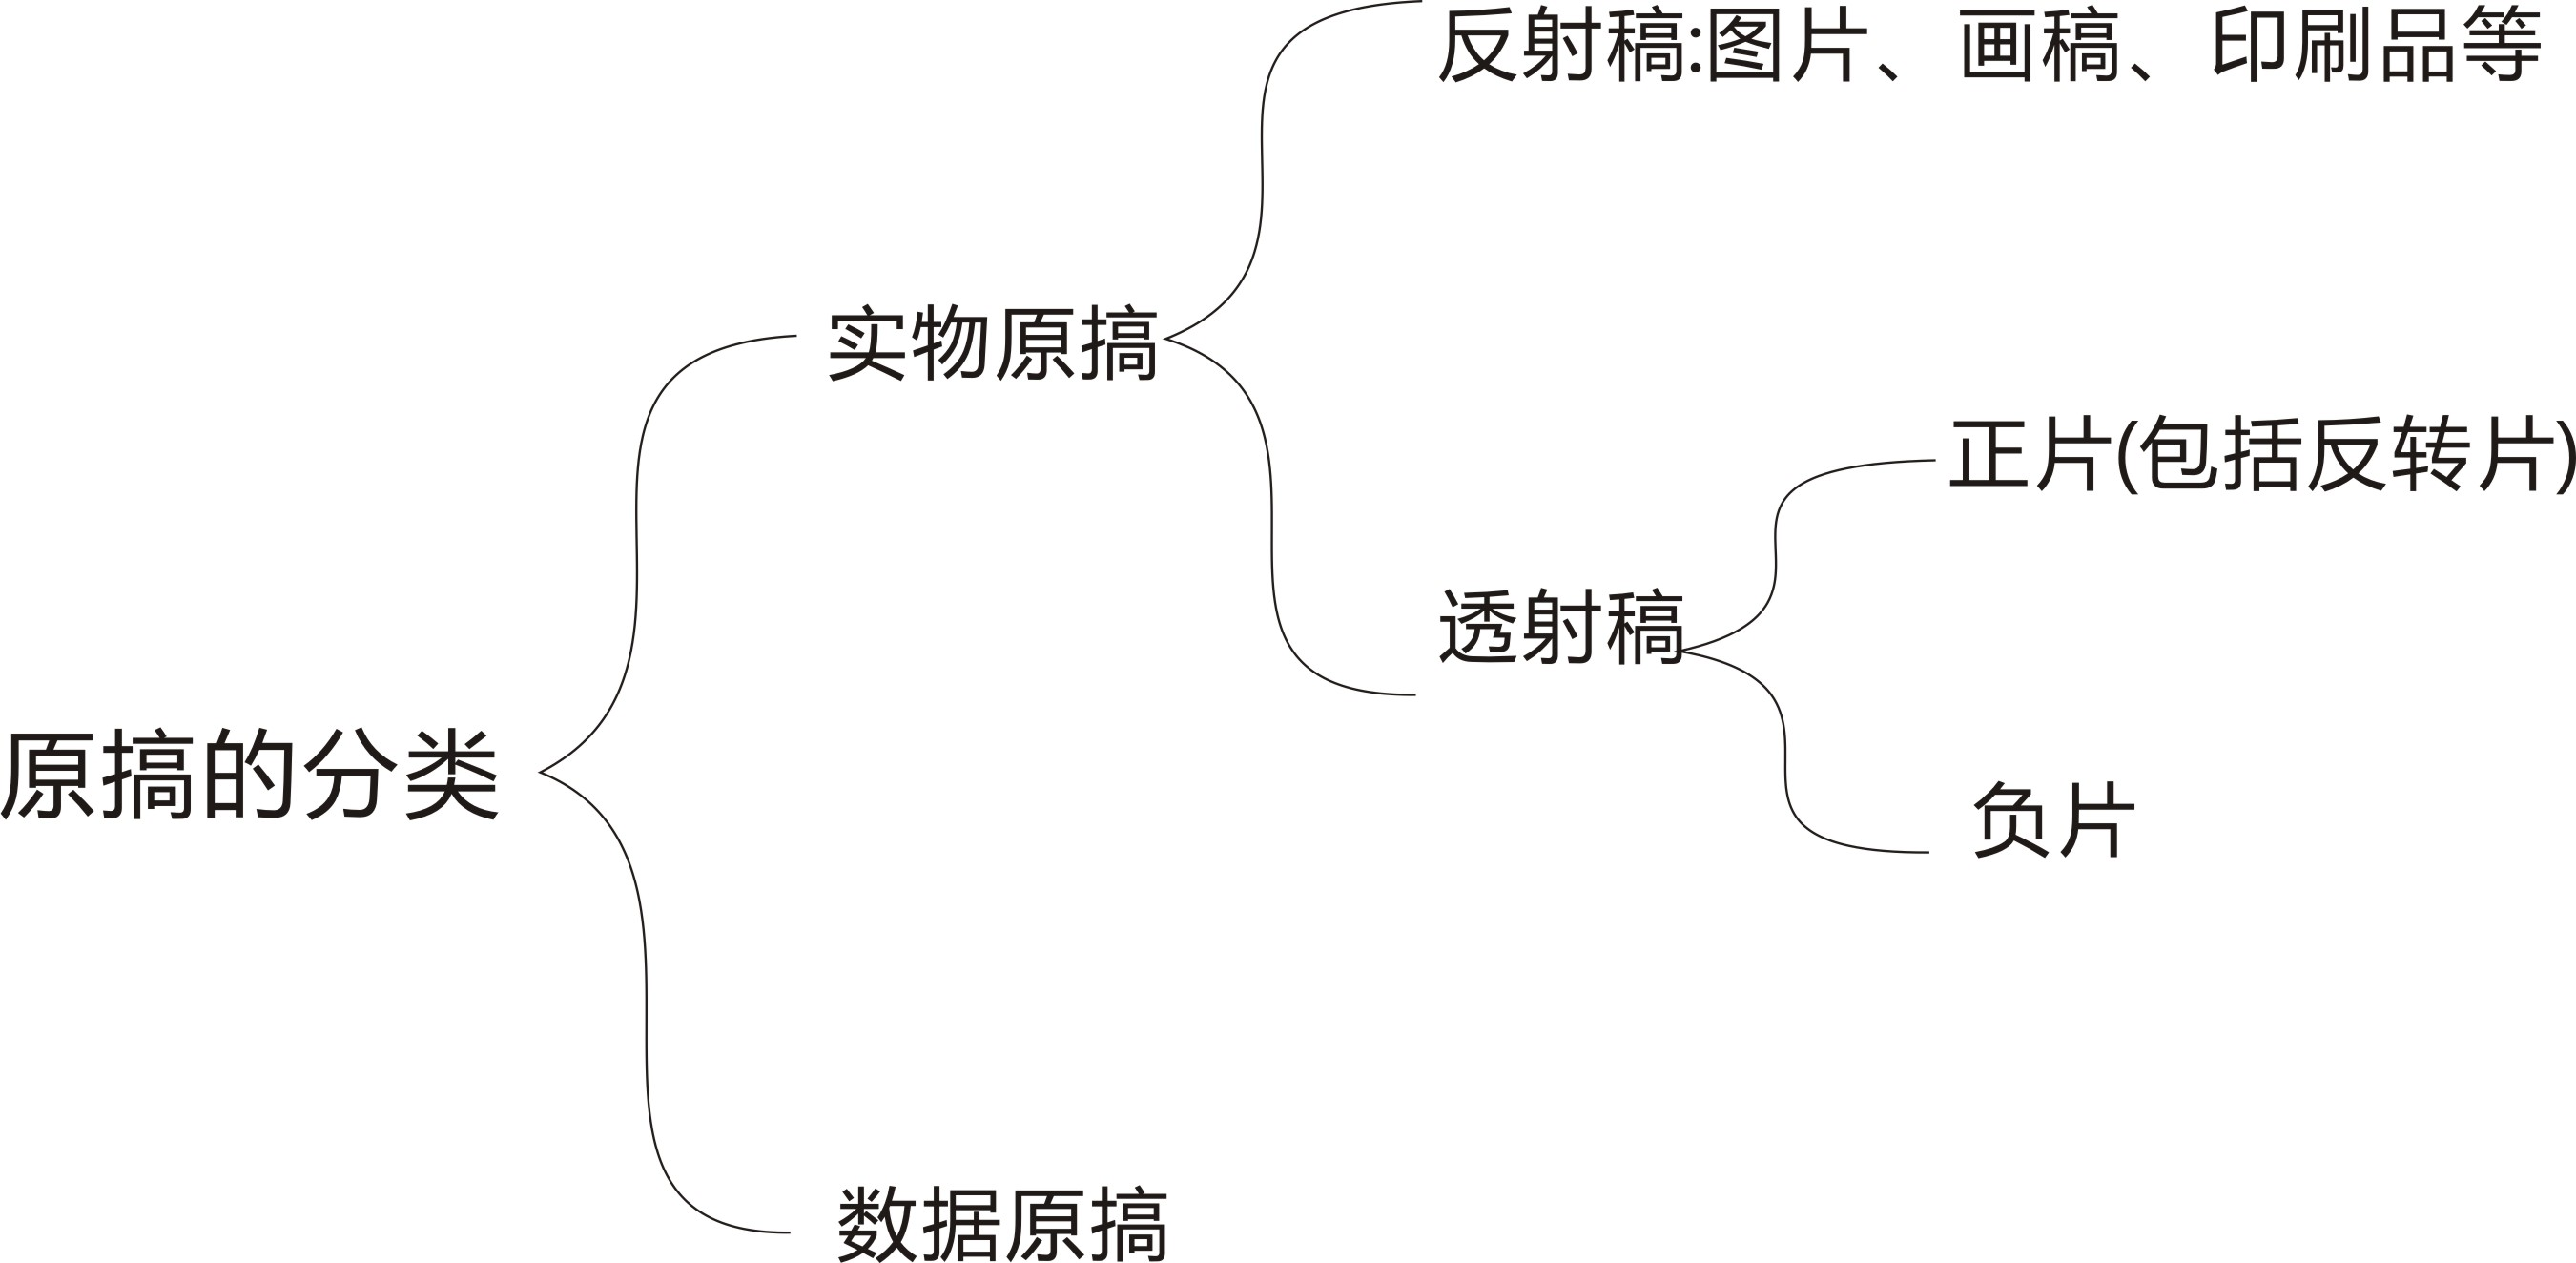 反射稿:图片、画稿、印刷品等
实物原搞
正片(包括反转片)
透射稿
原搞的分类
负片
数据原搞